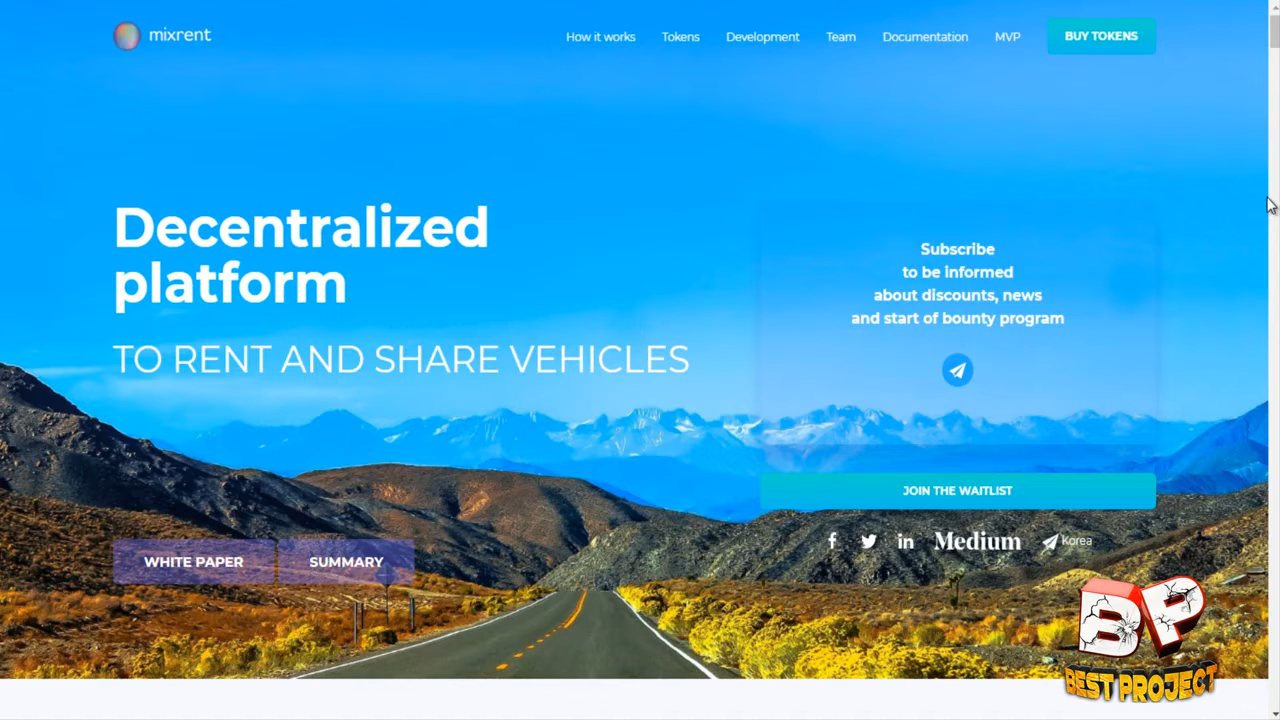 mixrent
How it works
Tokens
Development
Team
Documentation
MVP
BUY TOKENS
Decentralized
platform
TO RENT AND SHARE VEHICLES
Subscribe
to be informed
about discounts, news
and start of bounty program
JOIN THE WAITLIST
Medium
Korea
WHITE PAPER
SUMMARY
BP
BEST PROJECT